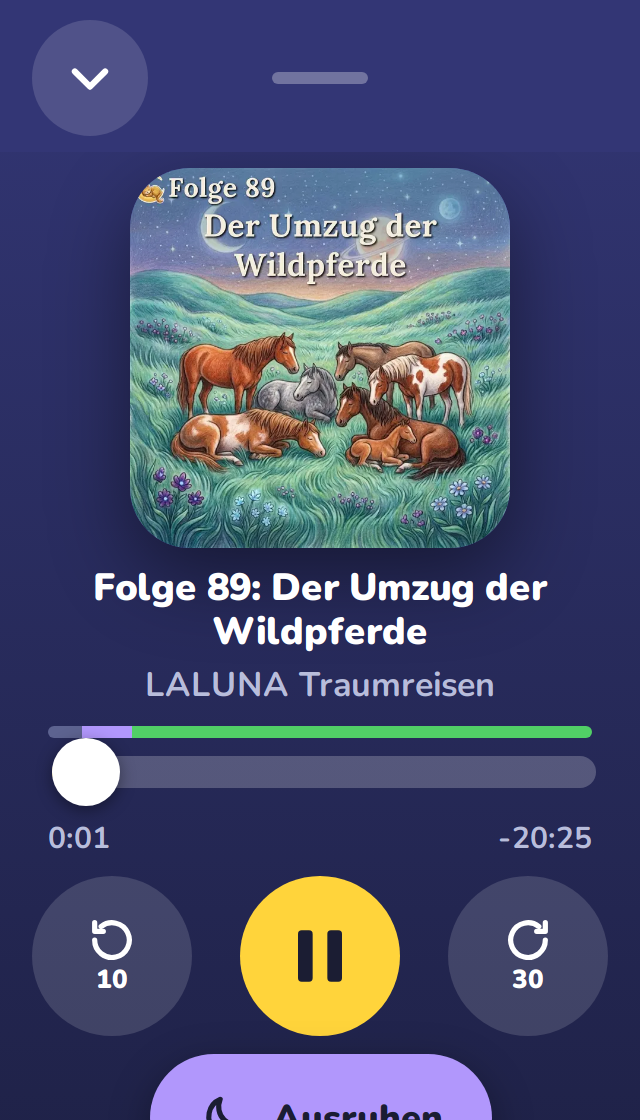 Folge 89
Der Umzug der
Wildpferde
Folge 89: Der Umzug der
Wildpferde
LALUNA Traumreisen
0:01
-20:25
10
30
Ausruhen